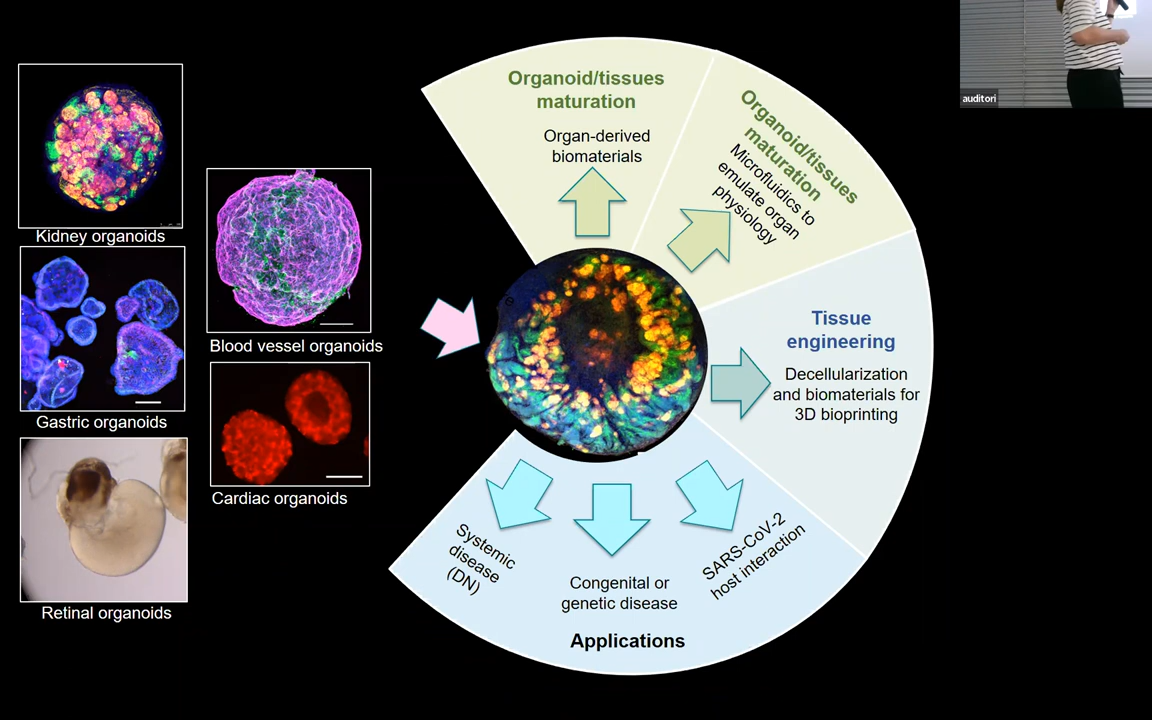 Kidney organoids
Gastric organoids
Retinal organoids
Blood vessel organoids
Cardiac organoids
Organoid/tissues
maturation
Organ-derived
biomaterials
Organoid/tissues
maturation
Microfluidics to
emulate organ
physiology
Tissue
engineering
Decellularization
and biomaterials for
3D bioprinting
Systemic
disease
(DN)
Congenital or
genetic disease
SARS-CoV-2
host interaction
Applications
auditori